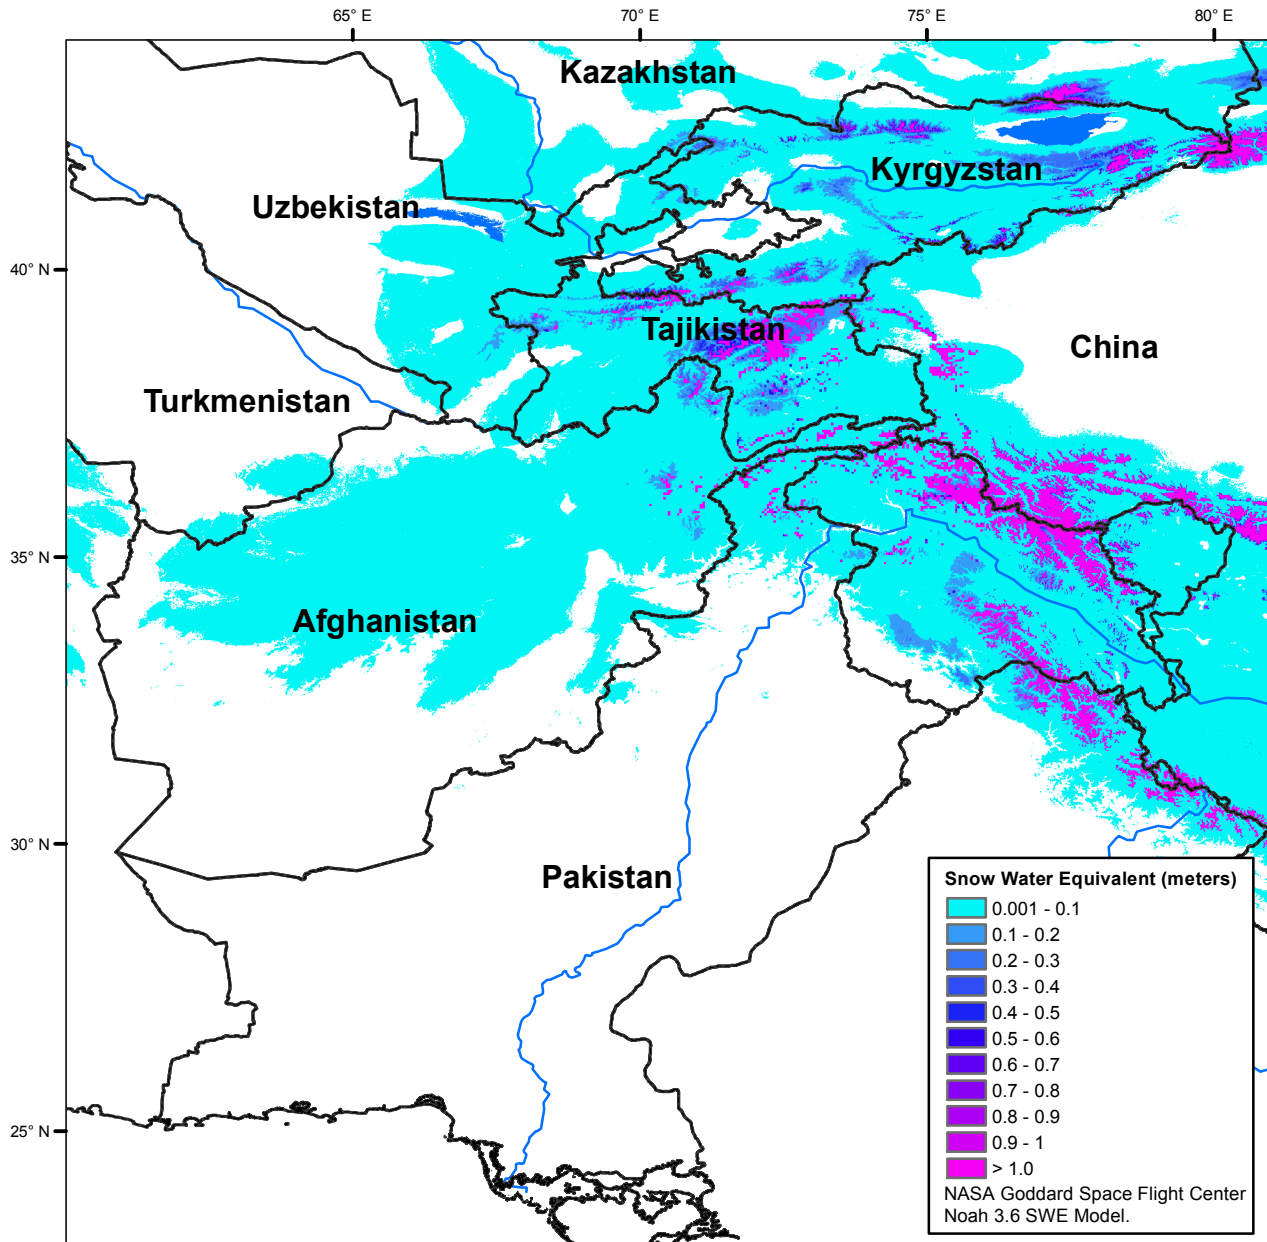 65° E
70° E
75° E
80° E
Kazakhstan
Kyrgyzstan
Uzbekistan
40° N
Tajikistan
China
Turkmenistan
35° N
Afghanistan
30° N
Pakistan
25° N
Snow Water Equivalent (meters)
0.001 - 0.1
0.1 - 0.2
0.2 - 0.3
0.3 - 0.4
0.4 - 0.5
0.5 - 0.6
0.6 - 0.7
0.7 - 0.8
0.8 - 0.9
0.9 - 1
> 1.0
NASA Goddard Space Flight Center
Noah 3.6 SWE Model.